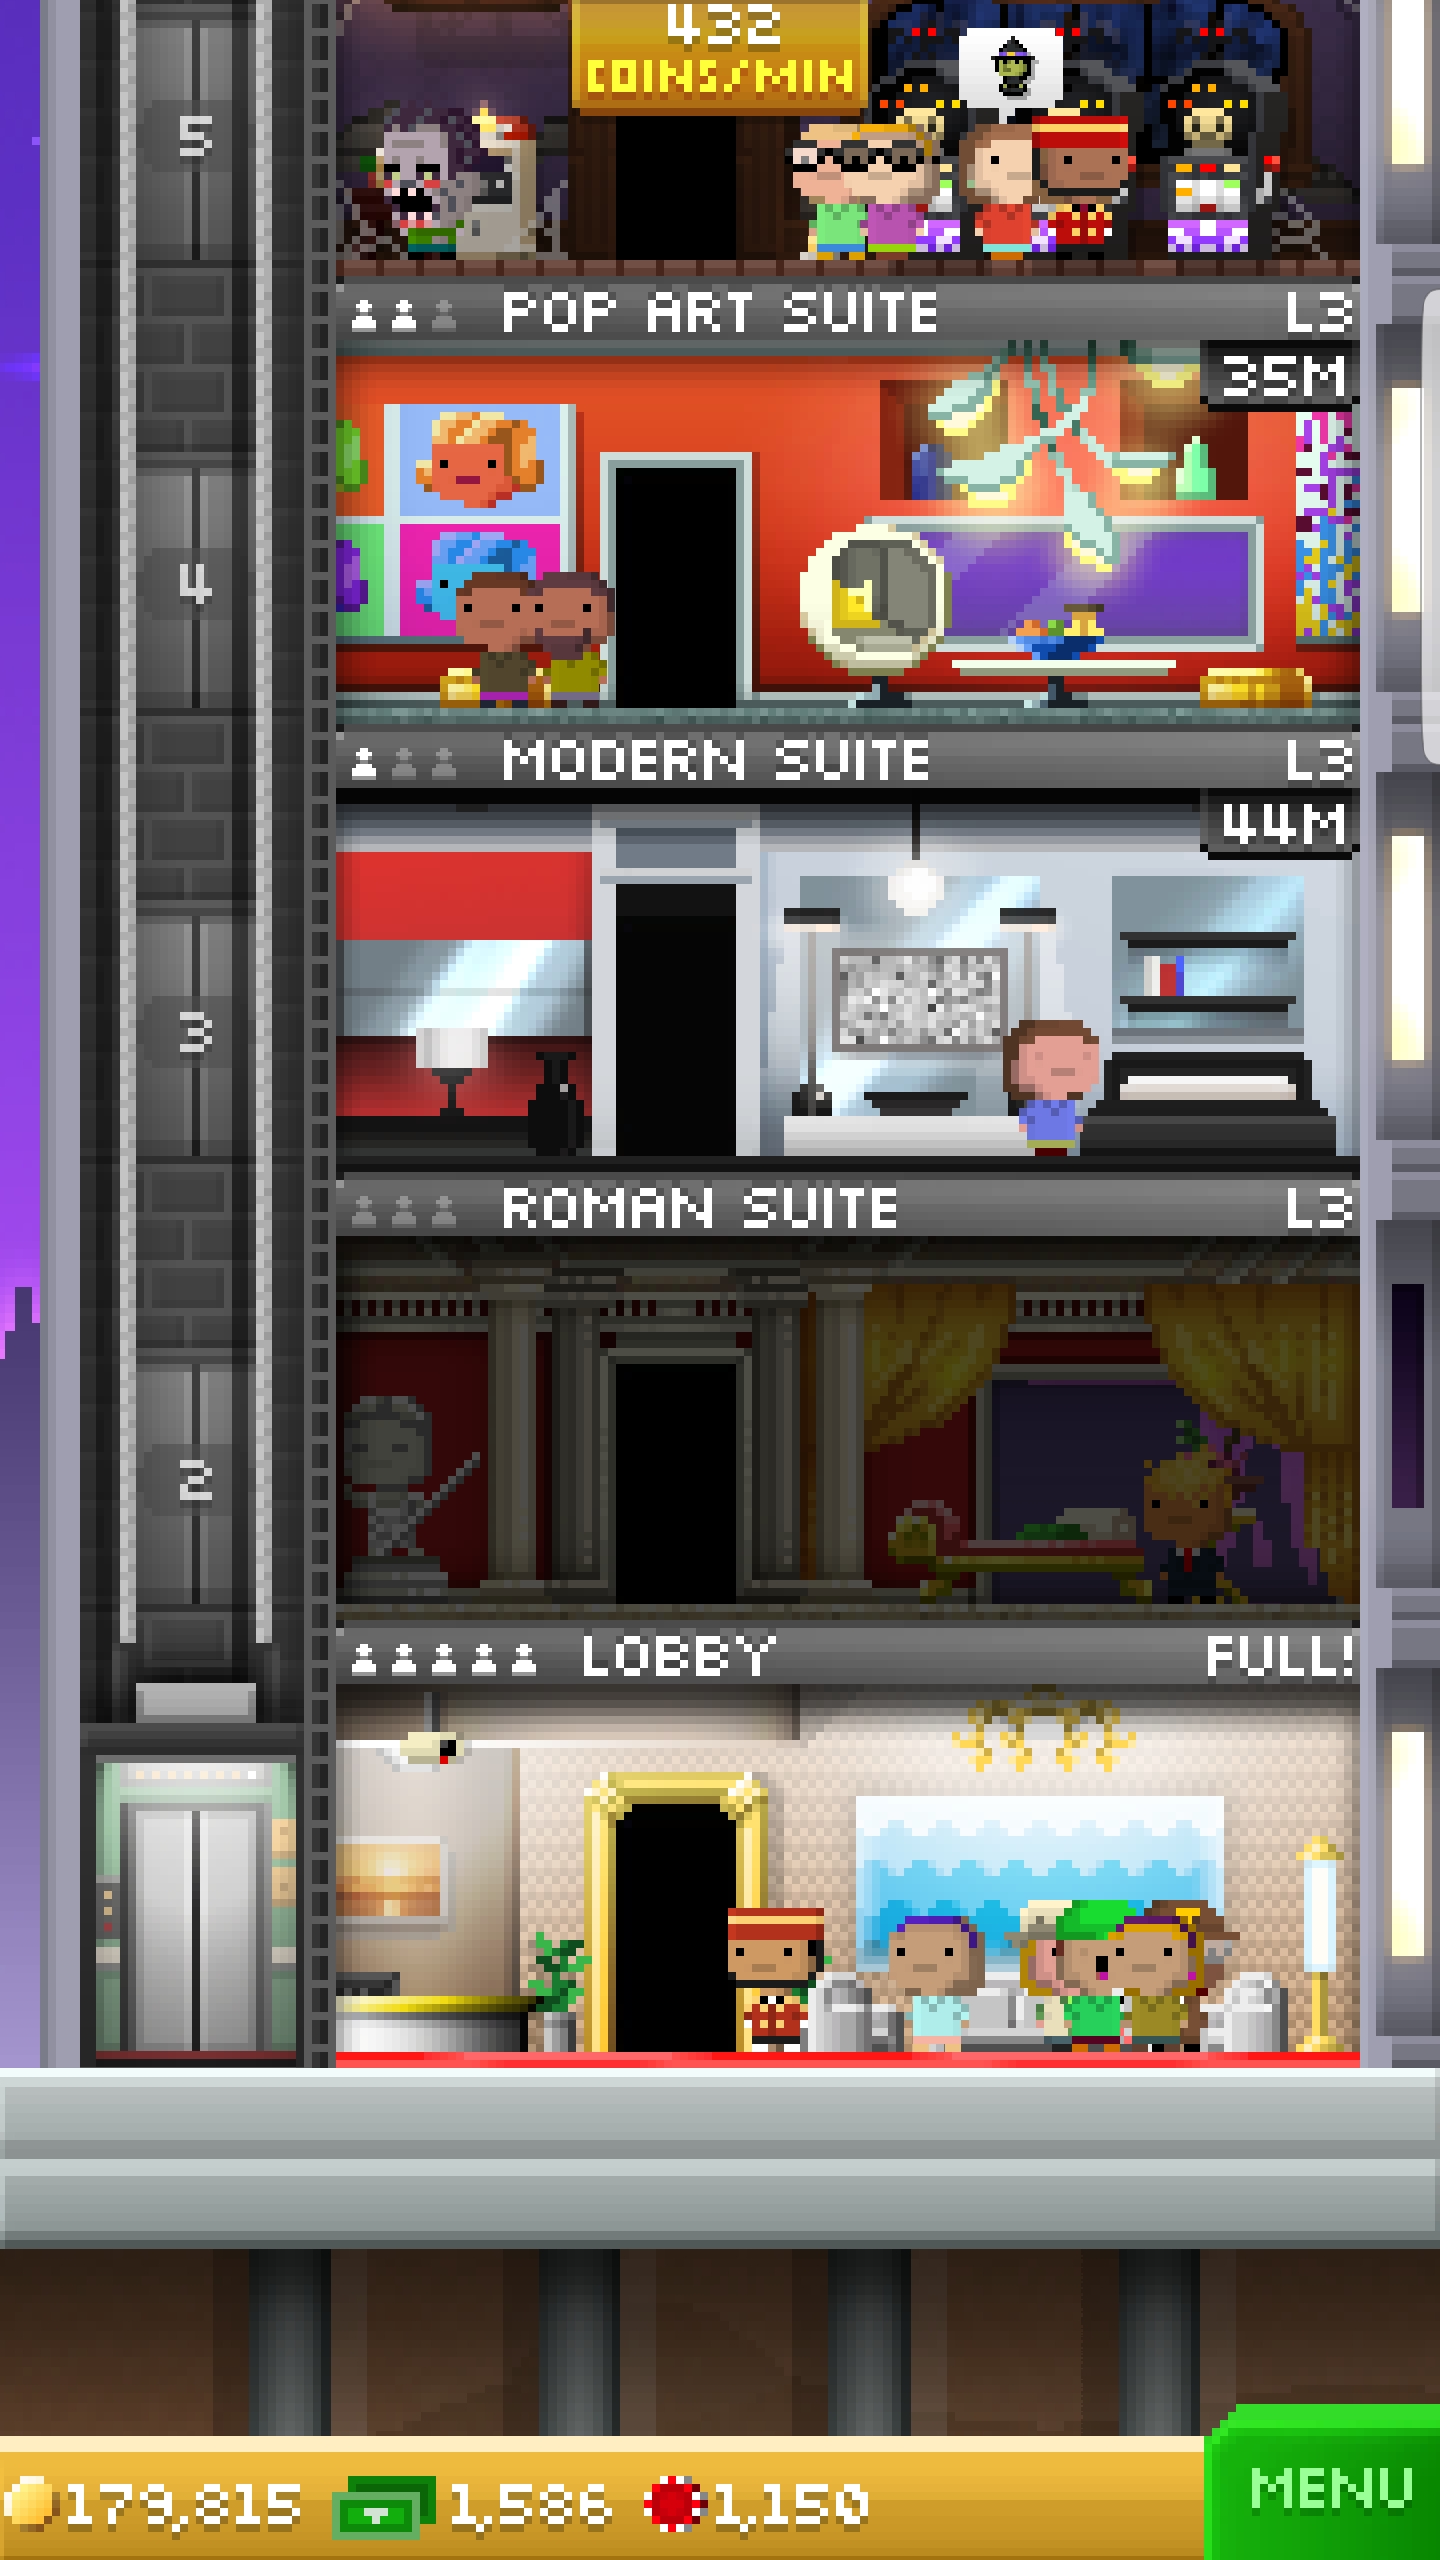 432
COINS/MIN
5
POP ART SUITE L3
35M
4
MODERN SUITE L3
44M
3
ROMAN SUITE L3
2
LOBBY FULL!
179,815 1,586 1,150
MENU